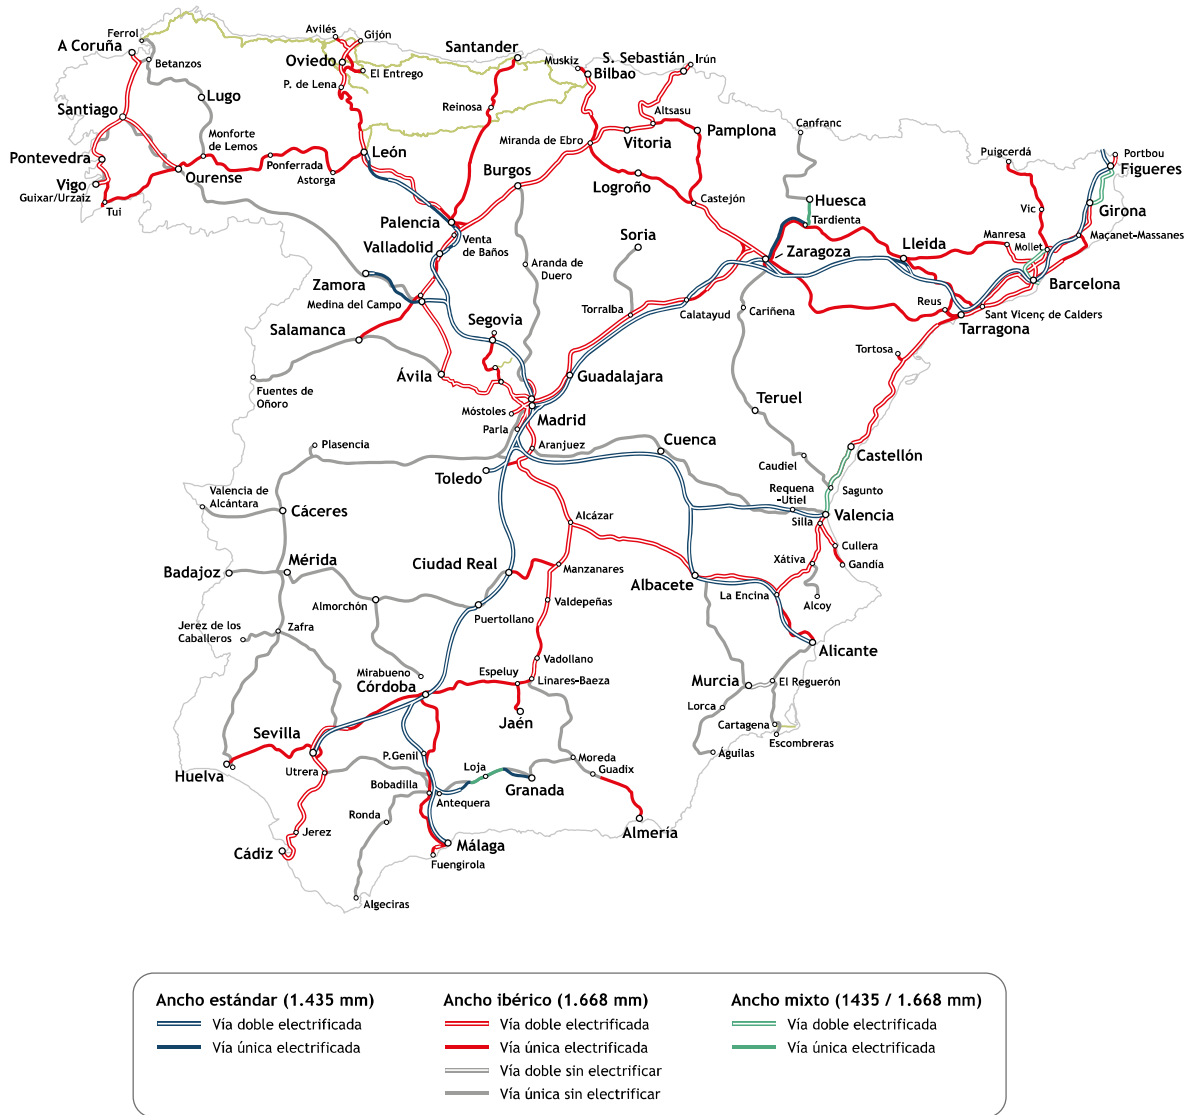 Ferrol
A Coruña
Betanzos
Avilés
Gijón
Oviedo
El Entrego
P. de Lena
Santander
Muskiz
Bilbao
S. Sebastián
Irún
Lugo
Santiago
Reinosa
Altsasu
Monforte
de Lemos
Miranda de Ebro
Vitoria
Pamplona
Canfranc
Pontevedra
Ourense
Ponferrada
Astorga
León
Burgos
Logroño
Puigcerdá
Portbou
Figueres
Vigo
Guixar/Urzaiz
Tui
Castejón
Huesca
Tardienta
Vic
Girona
Palencia
Valladolid
Venta
de Baños
Soria
Zaragoza
Lleida
Manresa
Mollet
Maçanet-Massanes
Aranda de
Duero
Zamora
Medina del Campo
Barcelona
Segovia
Torralba
Calatayud
Cariñena
Reus
Sant Vicenç de Calders
Tarragona
Salamanca
Tortosa
Ávila
Guadalajara
Fuentes de
Oñoro
Teruel
Móstoles
Madrid
Parla
Aranjuez
Cuenca
Castellón
Plasencia
Caudiel
Toledo
Requena
-Utiel
Sagunto
Valencia de
Alcántara
Cáceres
Alcázar
Silla
Valencia
Cullera
Xátiva
Gandía
Badajoz
Mérida
Ciudad Real
Manzanares
Albacete
La Encina
Alcoy
Almorchón
Puertollano
Valdepeñas
Jerez de los
Caballeros
Zafra
Alicante
Vadollano
Mirabueno
Espeluy
Linares-Baeza
Córdoba
Murcia
El Reguerón
Lorca
Jaén
Cartagena
Escombreras
Sevilla
P.Genil
Águilas
Huelva
Utrera
Loja
Moreda
Guadix
Bobadilla
Antequera
Granada
Ronda
Jerez
Almería
Cádiz
Málaga
Fuengirola
Algeciras
Ancho estándar (1.435 mm)
Vía doble electrificada
Vía única electrificada
Ancho ibérico (1.668 mm)
Vía doble electrificada
Vía única electrificada
Vía doble sin electrificar
Vía única sin electrificar
Ancho mixto (1435 / 1.668 mm)
Vía doble electrificada
Vía única electrificada